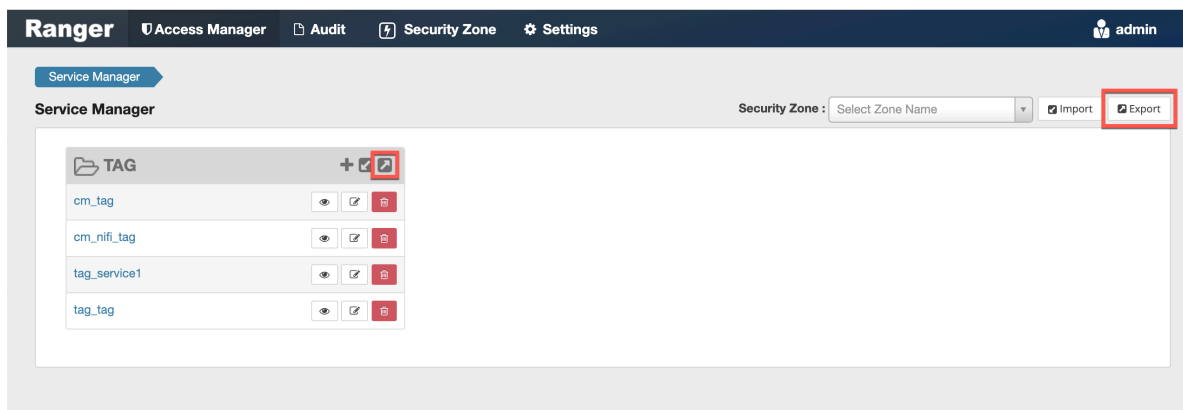 Ranger Access Manager Audit Security Zone Settings admin
Service Manager
Service Manager Security Zone : Select Zone Name Import Export
TAG
cm_tag
cm_nifi_tag
tag_service1
tag_tag